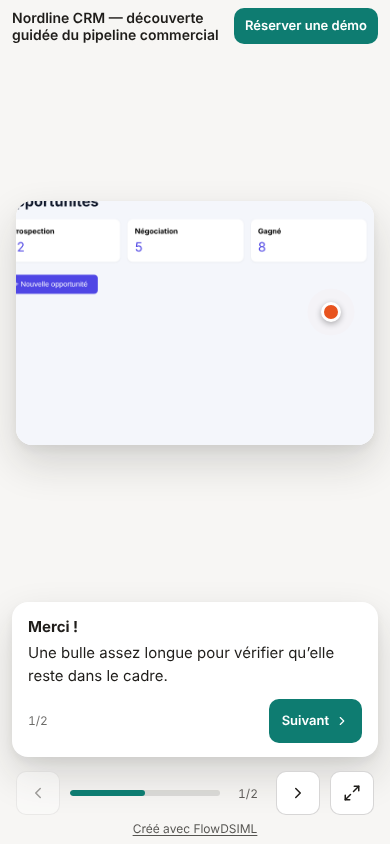 Nordline CRM — découverte
guidée du pipeline commercial
Réserver une démo
pportunités
rospection
Négociation
Gagné
2
5
8
Nouvelle opportunité
Merci !
Une bulle assez longue pour vérifier qu’elle
reste dans le cadre.
1/2
Suivant
1/2
Créé avec FlowDSIML